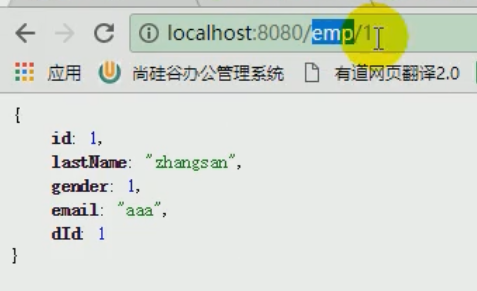 localhost:8080/emp/1
应用 尚硅谷办公管理系统 有道网页翻译2.0
{
id: 1,
lastName: "zhangsan",
gender: 1,
email: "aaa",
dId: 1
}